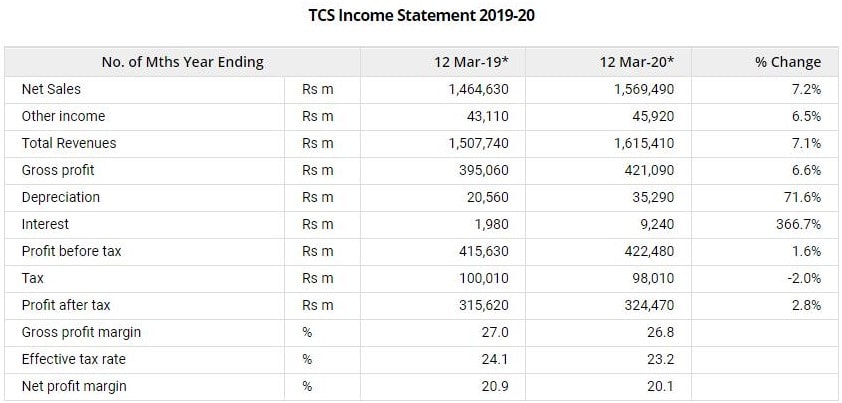 TCS Income Statement 2019-20
No. of Mths Year Ending 12 Mar-19* 12 Mar-20* % Change
Net Sales Rs m 1,464,630 1,569,490 7.2%
Other income Rs m 43,110 45,920 6.5%
Total Revenues Rs m 1,507,740 1,615,410 7.1%
Gross profit Rs m 395,060 421,090 6.6%
Depreciation Rs m 20,560 35,290 71.6%
Interest Rs m 1,980 9,240 366.7%
Profit before tax Rs m 415,630 422,480 1.6%
Tax Rs m 100,010 98,010 -2.0%
Profit after tax Rs m 315,620 324,470 2.8%
Gross profit margin % 27.0 26.8
Effective tax rate % 24.1 23.2
Net profit margin % 20.9 20.1